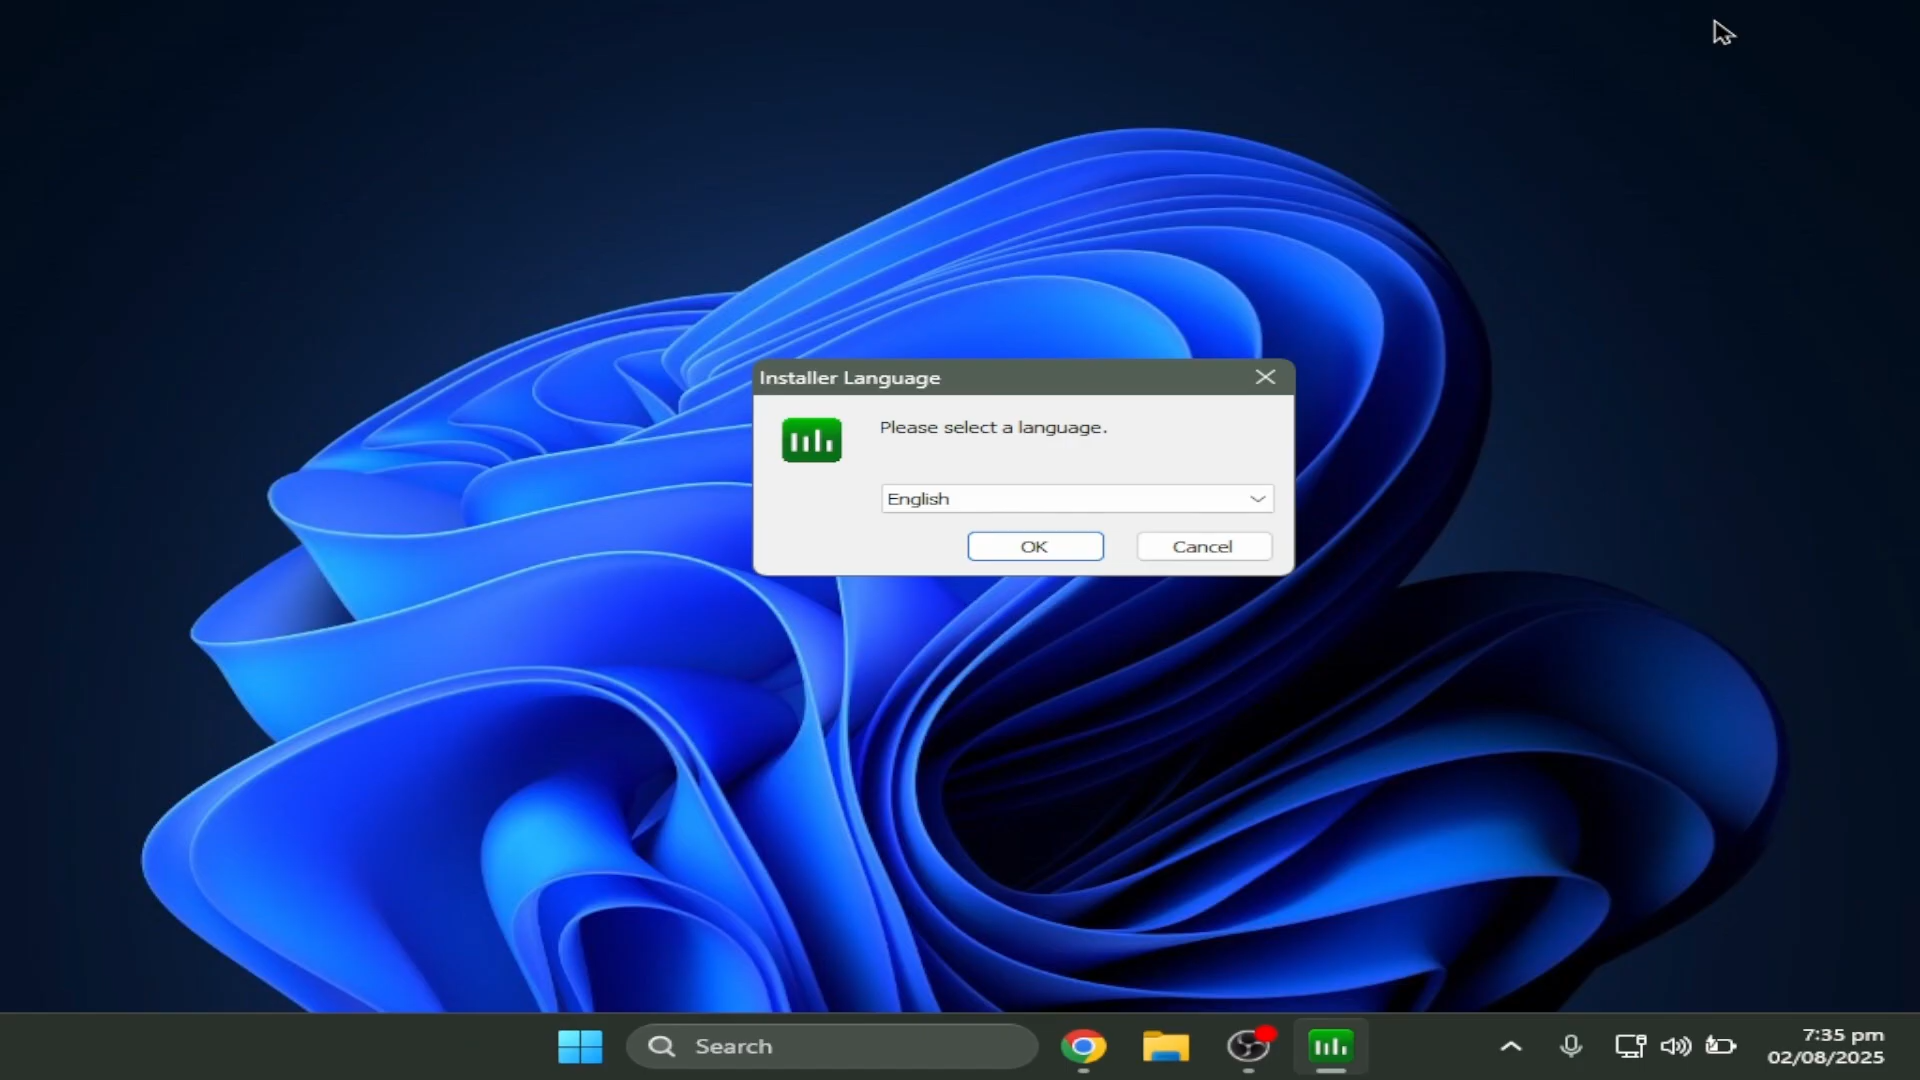 Installer Language
Please select a language.
English
OK
Cancel
Search
7:35 pm
02/08/2025